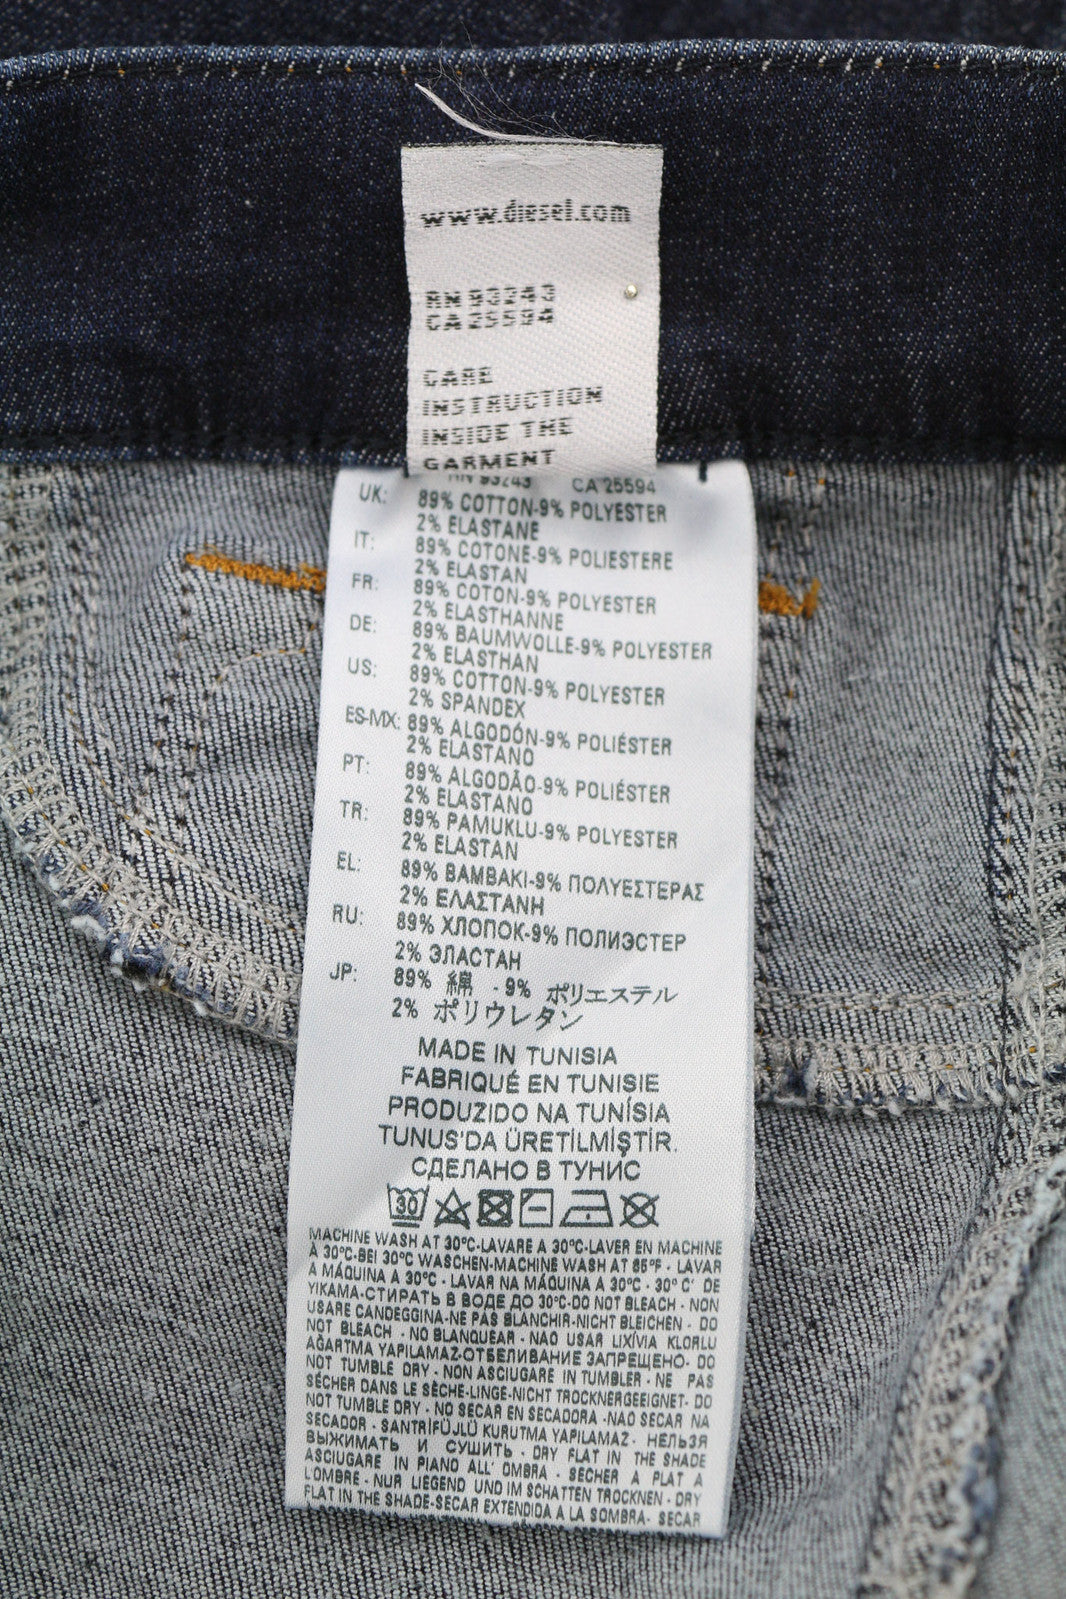 www.diesel.com
RN 93243
CA 25594
CARE
INSTRUCTION
INSIDE THE
GARMENT
RN 93243 CA 25594
UK: 89% COTTON-9% POLYESTER
2% ELASTANE
IT: 89% COTONE-9% POLIESTERE
2% ELASTAN
FR: 89% COTON-9% POLYESTER
2% ELASTHANNE
DE: 89% BAUMWOLLE-9% POLYESTER
2% ELASTHAN
US: 89% COTTON-9% POLYESTER
2% SPANDEX
ES-MX: 89% ALGODÓN-9% POLIÉSTER
2% ELASTANO
PT: 89% ALGODÃO-9% POLIÉSTER
2% ELASTANO
TR: 89% PAMUKLU-9% POLYESTER
2% ELASTAN
EL: 89% ΒΑΜΒΑΚΙ-9% ΠΟΛΥΕΣΤΕΡΑΣ
2% ΕΛΑΣΤΑΝΗ
RU: 89% ХЛОПОК-9% ПОЛИЭСТЕР
2% ЭЛАСТАН
JP: 89% 綿 - 9% ポリエステル
2% ポリウレタン
MADE IN TUNISIA
FABRIQUÉ EN TUNISIE
PRODUZIDO NA TUNÍSIA
TUNUS'DA ÜRETİLMİŞTİR.
СДЕЛАНО В ТУНИС
30
MACHINE WASH AT 30°C-LAVARE A 30°C-LAVER EN MACHINE
À 30°C-BEI 30°C WASCHEN-MACHINE WASH AT 85°F - LAVAR
A MÁQUINA A 30°C - LAVAR NA MÁQUINA A 30°C - 30° C' DE
YIKAMA-СТИРАТЬ В ВОДЕ ДО 30°C-DO NOT BLEACH - NON
USARE CANDEGGINA-NE PAS BLANCHIR-NICHT BLEICHEN - DO
NOT BLEACH - NO BLANQUEAR - NAO USAR LIXÍVIA KLORLU
AĞARTMA YAPILAMAZ-ОТБЕЛИВАНИЕ ЗАПРЕЩЕНО- DO
NOT TUMBLE DRY - NON ASCIUGARE IN TUMBLER - NE PAS
SÉCHER DANS LE SÈCHE-LINGE-NICHT TROCKNERGEEIGNET- DO
NOT TUMBLE DRY - NO SECAR EN SECADORA -NAO SECAR NA
SECADOR - SANTRİFÜJLÜ KURUTMA YAPILAMAZ - НЕЛЬЗЯ
ВЫЖИМАТЬ И СУШИТЬ - DRY FLAT IN THE SHADE
ASCIUGARE IN PIANO ALL' OMBRA - SÉCHER A PLAT A
L'OMBRE - NUR LIEGEND UND IM SCHATTEN TROCKNEN - DRY
FLAT IN THE SHADE-SECAR EXTENDIDA A LA SOMBRA- SECAR